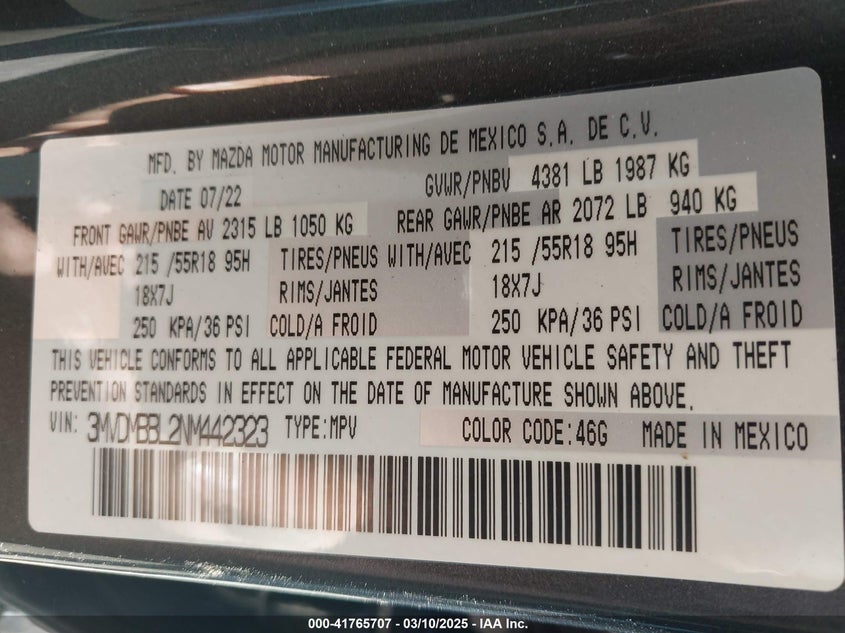 MFD. BY MAZDA MOTOR MANUFACTURING DE MEXICO S.A. DE C.V.
DATE 07/22 GVWR/PNBV 4381 LB 1987 KG
FRONT GAWR/PNBE AV 2315 LB 1050 KG REAR GAWR/PNBE AR 2072 LB 940 KG
WITH/AVEC 215 /55R18 95H TIRES/PNEUS WITH/AVEC 215 /55R18 95H TIRES/PNEUS
18X7J RIMS/JANTES 18X7J RIMS/JANTES
250 KPA/36 PSI COLD/A FROID 250 KPA/36 PSI COLD/A FROID
THIS VEHICLE CONFORMS TO ALL APPLICABLE FEDERAL MOTOR VEHICLE SAFETY AND THEFT
PREVENTION STANDARDS IN EFFECT ON THE DATE OF MANUFACTURE SHOWN ABOVE.
VIN: 3MVDMBBL2NM442323 TYPE:MPV COLOR CODE:46G MADE IN MEXICO
000-41765707 - 03/10/2025 - IAA Inc.